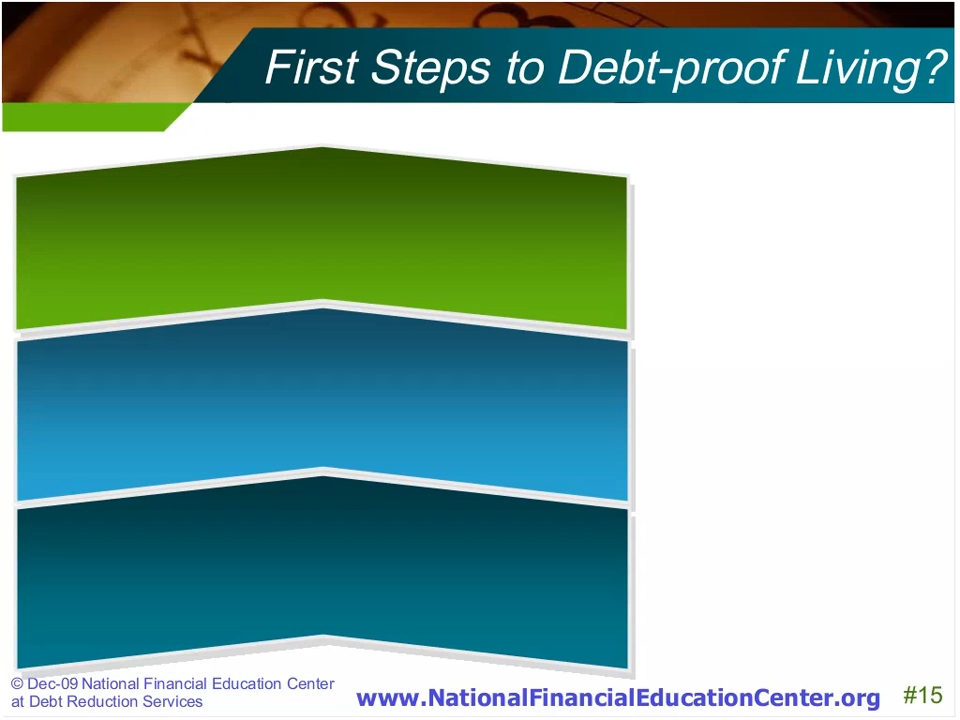 First Steps to Debt-proof Living?
© Dec-09 National Financial Education Center
at Debt Reduction Services
www.NationalFinancialEducationCenter.org
#15